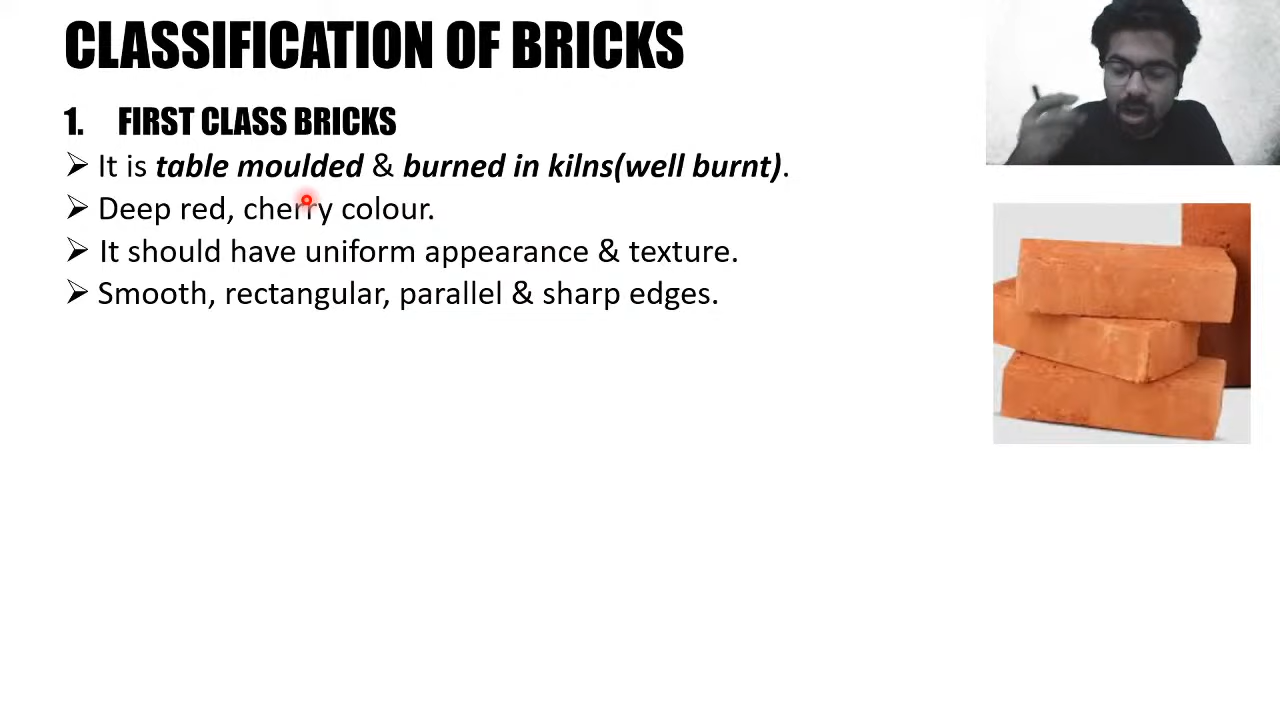 CLASSIFICATION OF BRICKS
1. FIRST CLASS BRICKS
➢ It is table moulded & burned in kilns(well burnt).
➢ Deep red, cherry colour.
➢ It should have uniform appearance & texture.
➢ Smooth, rectangular, parallel & sharp edges.